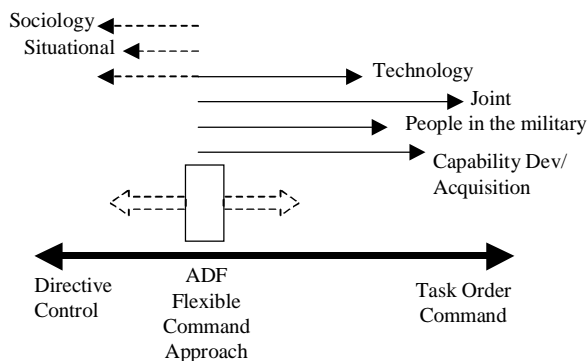 Sociology
Situational
Technology
Joint
People in the military
Capability Dev/
Acquisition
Directive
Control
ADF
Flexible
Command
Approach
Task Order
Command